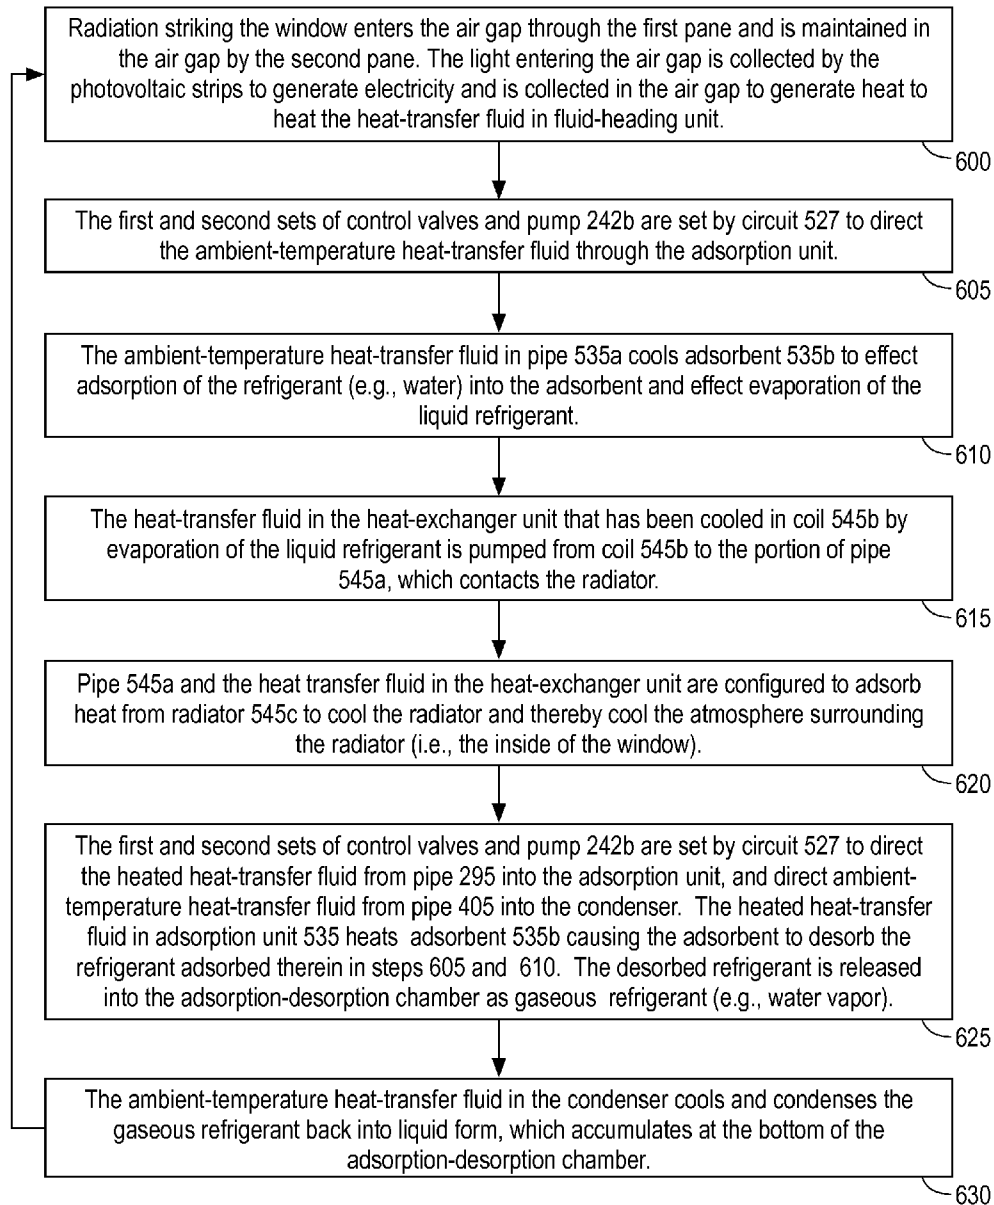 Radiation striking the window enters the air gap through the first pane and is maintained in
the air gap by the second pane. The light entering the air gap is collected by the
photovoltaic strips to generate electricity and is collected in the air gap to generate heat to
heat the heat-transfer fluid in fluid-heading unit.
600
The first and second sets of control valves and pump 242b are set by circuit 527 to direct
the ambient-temperature heat-transfer fluid through the adsorption unit.
605
The ambient-temperature heat-transfer fluid in pipe 535a cools adsorbent 535b to effect
adsorption of the refrigerant (e.g., water) into the adsorbent and effect evaporation of the
liquid refrigerant.
610
The heat-transfer fluid in the heat-exchanger unit that has been cooled in coil 545b by
evaporation of the liquid refrigerant is pumped from coil 545b to the portion of pipe
545a, which contacts the radiator.
615
Pipe 545a and the heat transfer fluid in the heat-exchanger unit are configured to adsorb
heat from radiator 545c to cool the radiator and thereby cool the atmosphere surrounding
the radiator (i.e., the inside of the window).
620
The first and second sets of control valves and pump 242b are set by circuit 527 to direct
the heated heat-transfer fluid from pipe 295 into the adsorption unit, and direct ambient-
temperature heat-transfer fluid from pipe 405 into the condenser. The heated heat-transfer
fluid in adsorption unit 535 heats adsorbent 535b causing the adsorbent to desorb the
refrigerant adsorbed therein in steps 605 and 610. The desorbed refrigerant is released
into the adsorption-desorption chamber as gaseous refrigerant (e.g., water vapor).
625
The ambient-temperature heat-transfer fluid in the condenser cools and condenses the
gaseous refrigerant back into liquid form, which accumulates at the bottom of the
adsorption-desorption chamber.
630